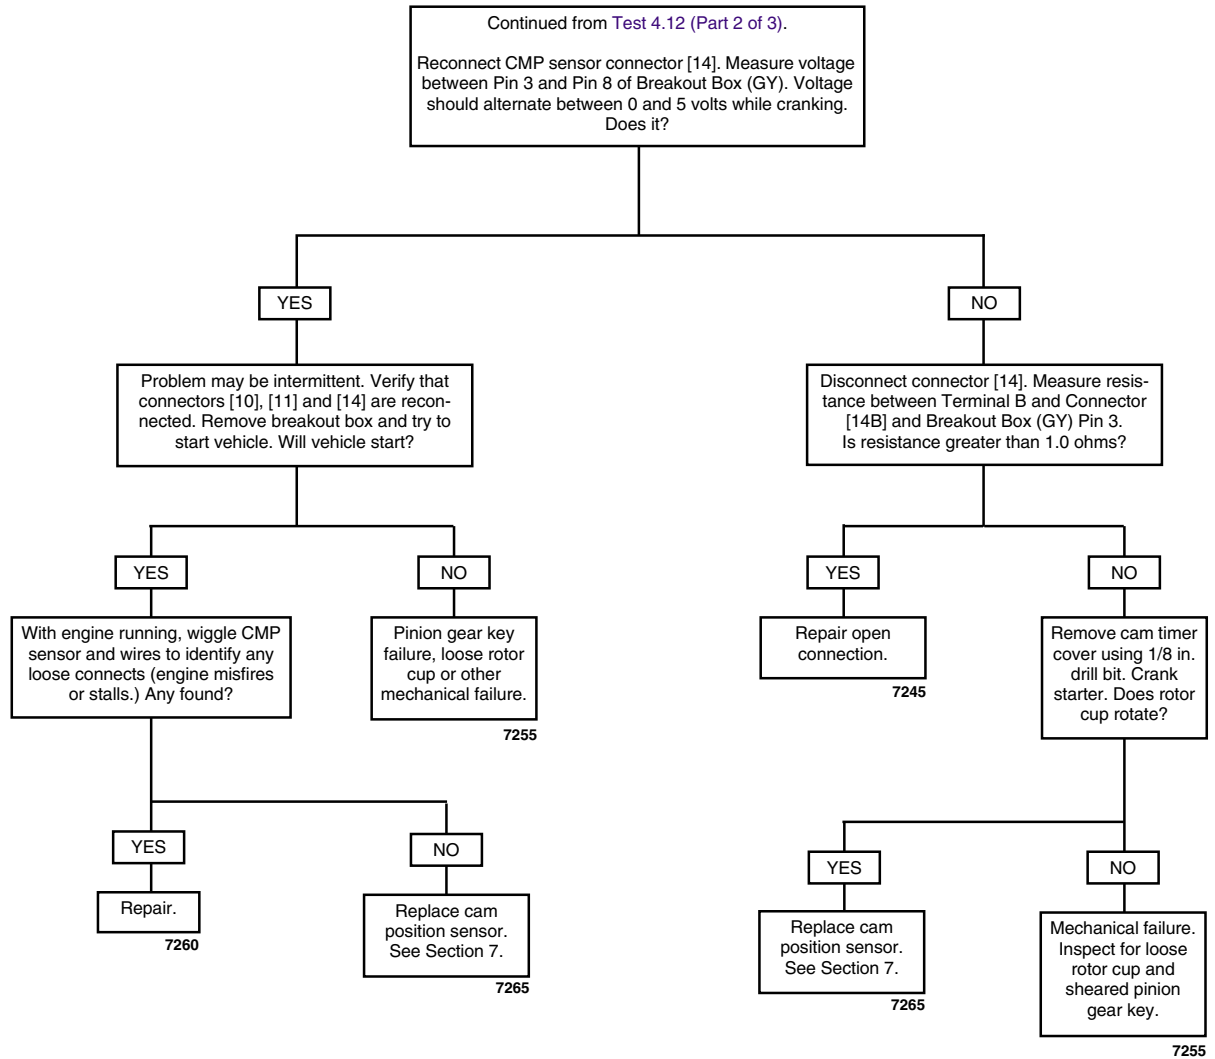 Continued from Test 4.12 (Part 2 of 3).
Reconnect CMP sensor connector [14]. Measure voltage
between Pin 3 and Pin 8 of Breakout Box (GY). Voltage
should alternate between 0 and 5 volts while cranking.
Does it?
YES
NO
Problem may be intermittent. Verify that
connectors [10], [11] and [14] are recon-
nected. Remove breakout box and try to
start vehicle. Will vehicle start?
Disconnect connector [14]. Measure resis-
tance between Terminal B and Connector
[14B] and Breakout Box (GY) Pin 3.
Is resistance greater than 1.0 ohms?
YES
NO
YES
NO
With engine running, wiggle CMP
sensor and wires to identify any
loose connects (engine misfires
or stalls.) Any found?
Pinion gear key
failure, loose rotor
cup or other
mechanical failure.
7255
Repair open
connection.
7245
Remove cam timer
cover using 1/8 in.
drill bit. Crank
starter. Does rotor
cup rotate?
YES
NO
YES
NO
Repair.
7260
Replace cam
position sensor.
See Section 7.
7265
Replace cam
position sensor.
See Section 7.
7265
Mechanical failure.
Inspect for loose
rotor cup and
sheared pinion
gear key.
7255